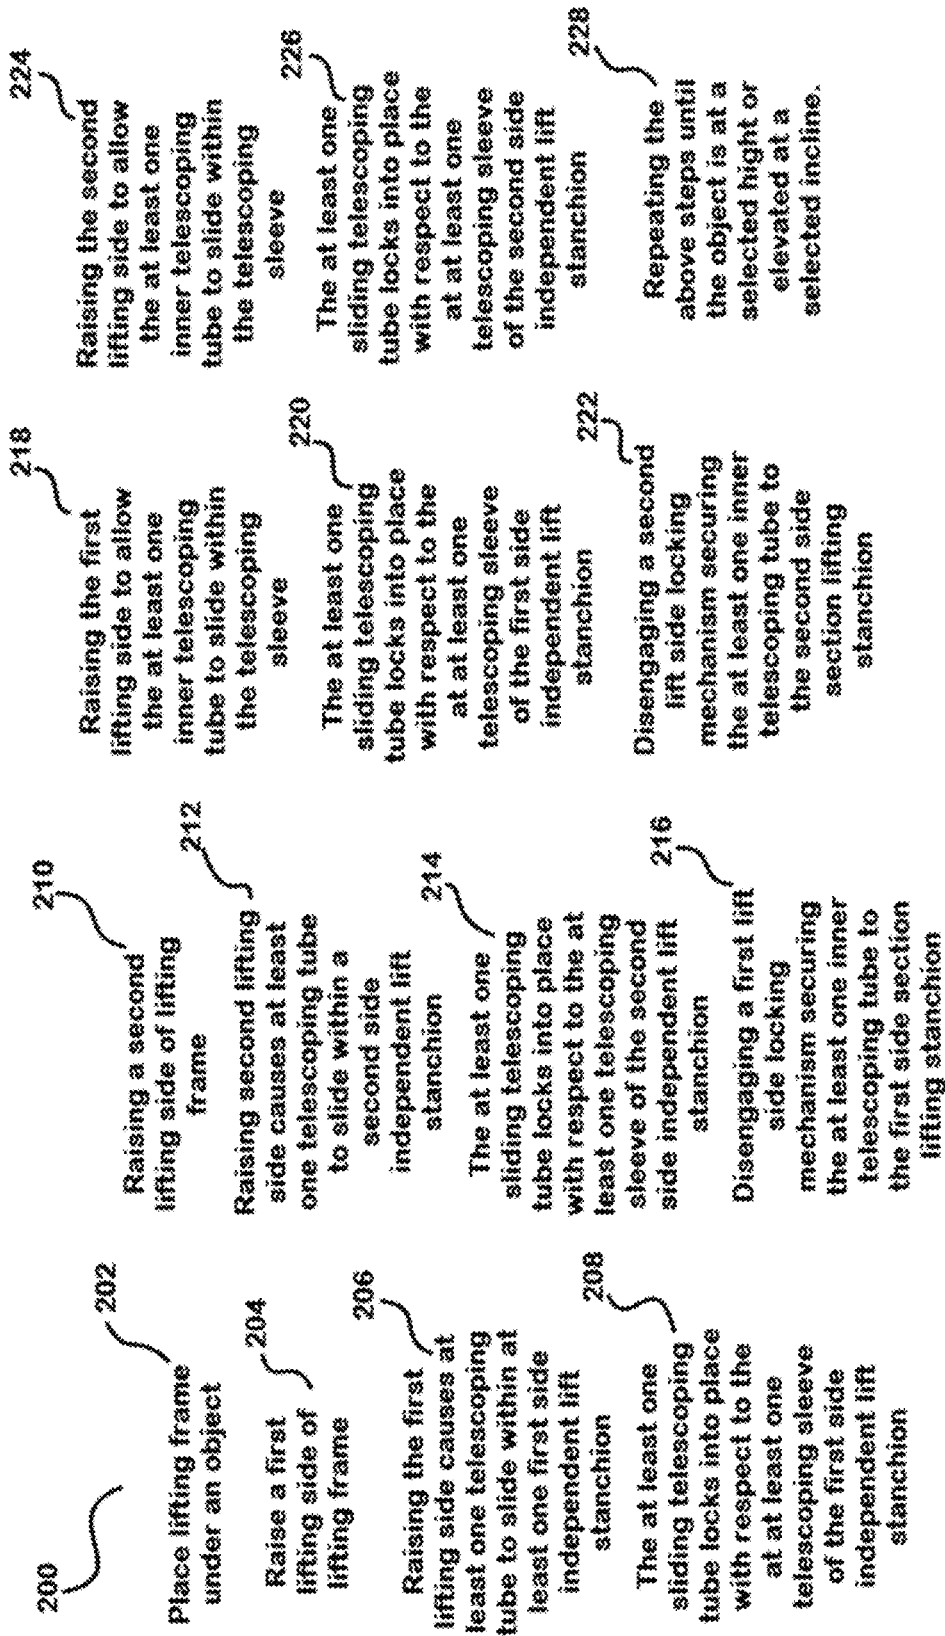 200
202
Place lifting frame
under an object
204
Raise a first
lifting side of
lifting frame
206
Raising the first
lifting side causes at
least one telescoping
tube to slide within at
least one first side
independent lift
stanchion
208
The at least one
sliding telescoping
tube locks into place
with respect to the
at at least one
telescoping sleeve
of the first side
independent lift
stanchion
210
Raising a second
lifting side of lifting
frame
212
Raising second lifting
side causes at least
one telescoping tube
to slide within a
second side
independent lift
stanchion
214
The at least one
sliding telescoping
tube locks into place
with respect to the at
least one telescoping
sleeve of the second
side independent lift
stanchion
216
Disengaging a first lift
side locking
mechanism securing
the at least one inner
telescoping tube to
the first side section
lifting stanchion
218
Raising the first
lifting side to allow
the at least one
inner telescoping
tube to slide within
the telescoping
sleeve
220
The at least one
sliding telescoping
tube locks into place
with respect to the
at at least one
telescoping sleeve
of the first side
independent lift
stanchion
222
Disengaging a second
lift side locking
mechanism securing
the at least one inner
telescoping tube to
the second side
section lifting
stanchion
224
Raising the second
lifting side to allow
the at least one
inner telescoping
tube to slide within
the telescoping
sleeve
226
The at least one
sliding telescoping
tube locks into place
with respect to the
at at least one
telescoping sleeve
of the second side
independent lift
stanchion
228
Repeating the
above steps until
the object is at a
selected hight or
elevated at a
selected incline.